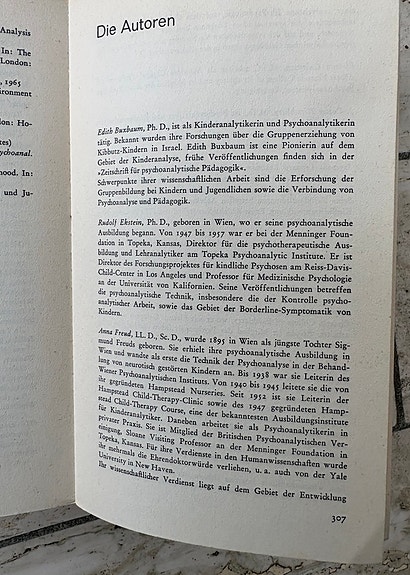 Analysis
In: The
London:
, 1965
ironment
don: Ho-
tes)
ychoanal.
hood. In:
und Ju-
Die Autoren
Edith Buxbaum, Ph. D., ist als Kinderanalytikerin und Psychoanalytikerin
tätig. Bekannt wurden ihre Forschungen über die Gruppenerziehung von
Kibbutz-Kindern in Israel. Edith Buxbaum ist eine Pionierin auf dem
Gebiet der Kinderanalyse, frühe Veröffentlichungen finden sich in der
»Zeitschrift für psychoanalytische Pädagogik«.
Schwerpunkte ihrer wissenschaftlichen Arbeit sind die Erforschung der
Gruppenbildung bei Kindern und Jugendlichen sowie die Verbindung von
Psychoanalyse und Pädagogik.
Rudolf Ekstein, Ph. D., geboren in Wien, wo er seine psychoanalytische
Ausbildung begann. Von 1947 bis 1957 war er bei der Menninger Foun-
dation in Topeka, Kansas, Direktor für die psychotherapeutische Aus-
bildung und Lehranalytiker am Topeka Psychoanalytic Institute. Er ist
Direktor des Forschungsprojektes für kindliche Psychosen am Reiss-Davis-
Child-Center in Los Angeles und Professor für Medizinische Psychologie
an der Universität von Kalifornien. Seine Veröffentlichungen betreffen
die psychoanalytische Technik, insbesondere die der Kontrolle psycho-
analytischer Arbeit, sowie das Gebiet der Borderline-Symptomatik von
Kindern.
Anna Freud, LL. D., Sc. D., wurde 1895 in Wien als jüngste Tochter Sig-
mund Freuds geboren. Sie erhielt ihre psychoanalytische Ausbildung in
Wien und wandte als erste die Technik der Psychoanalyse in der Behand-
lung von neurotisch gestörten Kindern an. Bis 1938 war sie Leiterin des
Wiener Psychoanalytischen Instituts. Von 1940 bis 1945 leitete sie die von
ihr gegründeten Hampstead Nurseries. Seit 1952 ist sie Leiterin der
Hampstead Child-Therapy-Clinic sowie des 1947 gegründeten Hamp-
stead Child-Therapy Course, eine der bekanntesten Ausbildungsinstitute
für Kinderanalytiker. Daneben arbeitet sie als Psychoanalytikerin in
privater Praxis. Sie ist Mitglied der Britischen Psychoanalytischen Ver-
einigung, Sloane Visiting Professor an der Menninger Foundation in
Topeka, Kansas. Für ihre Verdienste in den Humanwissenschaften wurde
ihr mehrmals die Ehrendoktorwürde verliehen, u. a. auch von der Yale
University in New Haven.
Ihr wissenschaftlicher Verdienst liegt auf dem Gebiet der Entwicklung
307